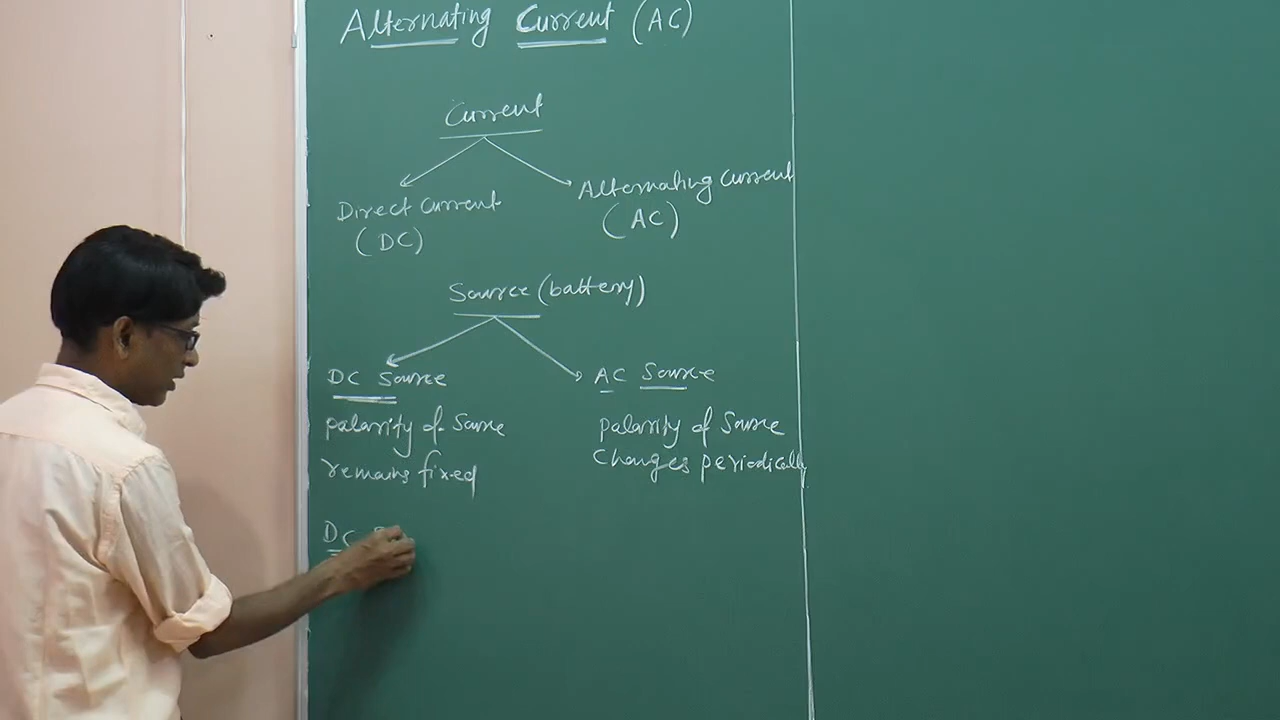 Alternating Current (AC)
Current
Direct Current
(DC)
Alternating Current
(AC)
Source (battery)
DC Source
polarity of Source
remains fixed
AC Source
polarity of Source
Changes periodically
DC